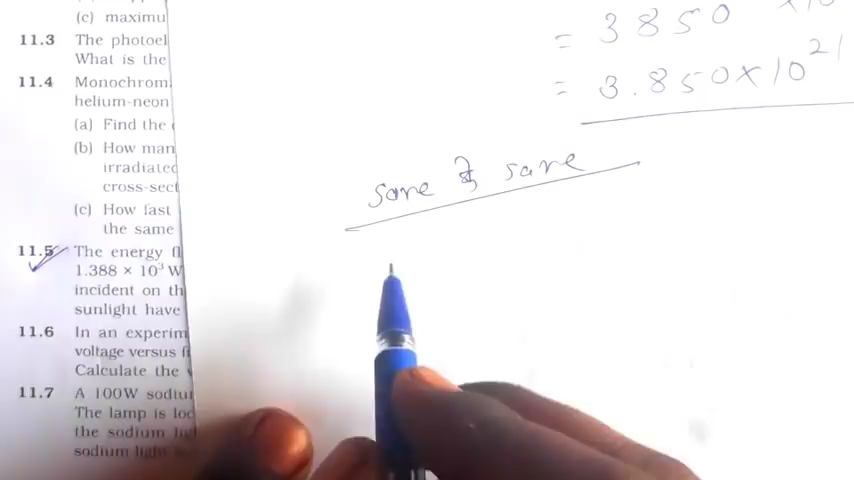 (c) maximu
11.3 The photoel
What is the
11.4 Monochrom
helium-neon
(a) Find the
(b) How man
irradiated
cross-sect
(c) How fast
the same
11.5 The energy fl
1.388 × 10³ W
incident on th
sunlight have
11.6 In an experim
voltage versus
Calculate the
11.7 A 100W sodiu
The lamp is loc
the sodium lig
sodium light
= 3850 ×10
= 3.850×10²¹
save & save